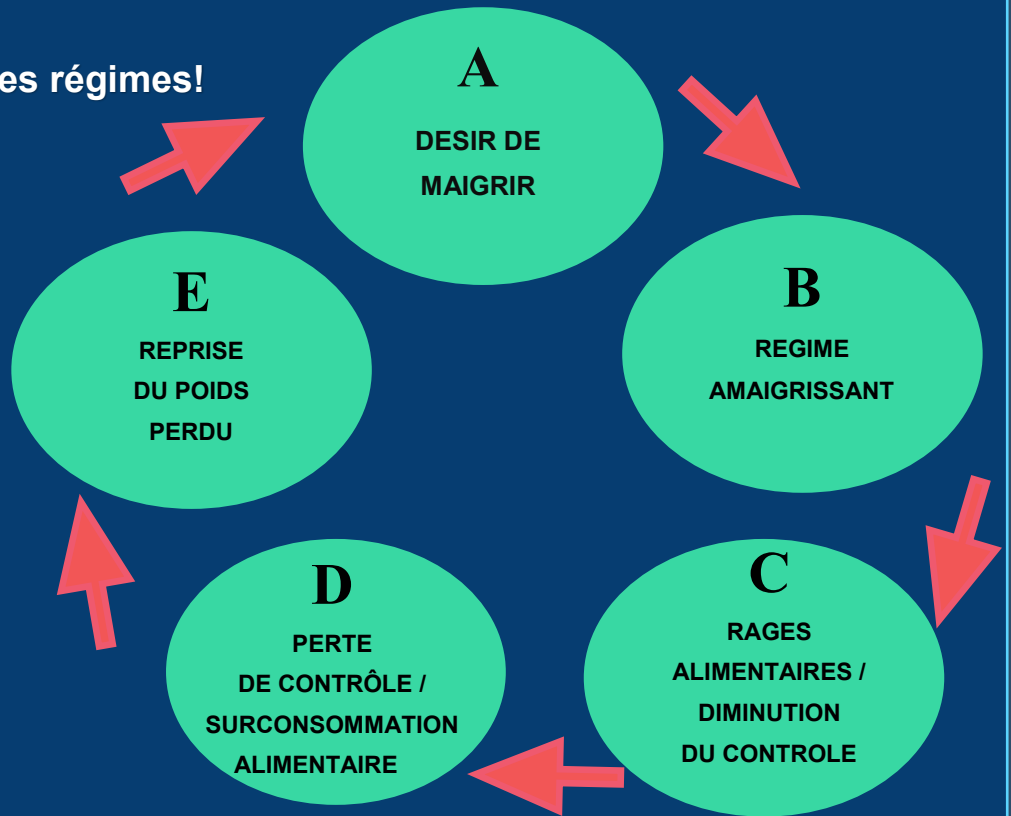 es régimes!
A
DESIR DE
MAIGRIR
B
REGIME
AMAIGRISSANT
C
RAGES
ALIMENTAIRES /
DIMINUTION
DU CONTROLE
D
PERTE
DE CONTRÔLE /
SURCONSOMMATION
ALIMENTAIRE
E
REPRISE
DU POIDS
PERDU